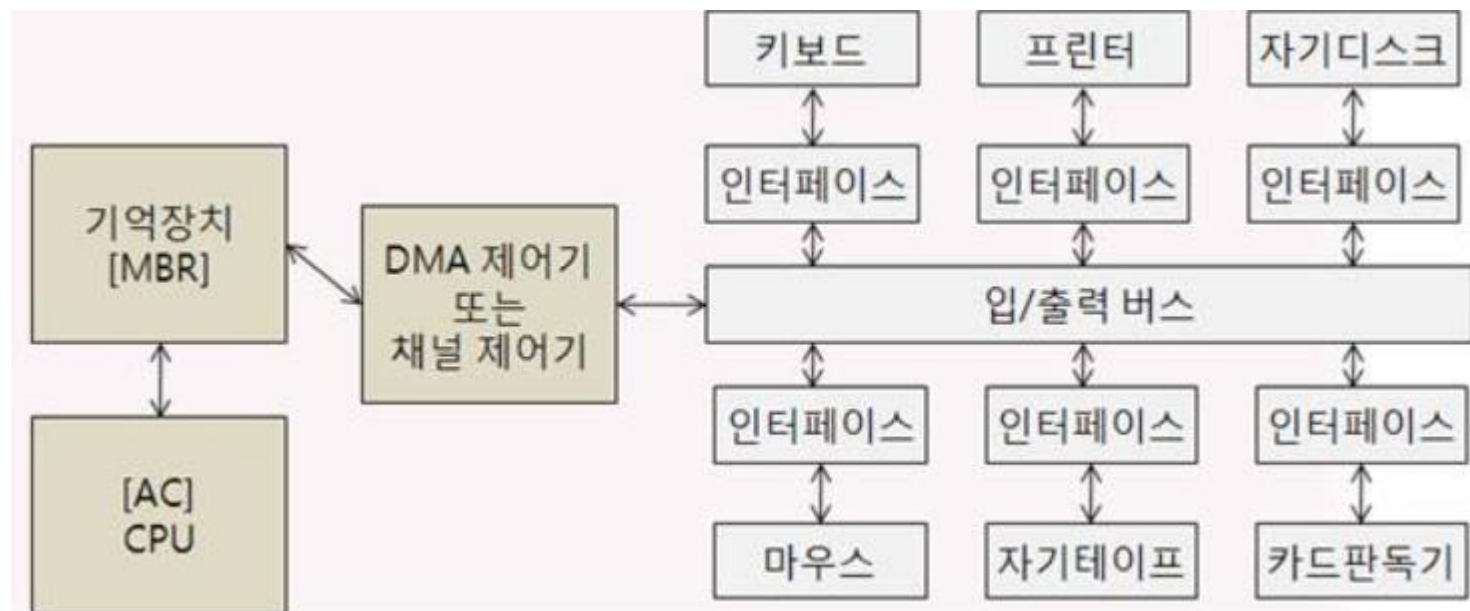 키보드
프린터
자기디스크
인터페이스
인터페이스
인터페이스
기억장치
[MBR]
DMA 제어기
또는
채널 제어기
입/출력 버스
인터페이스
인터페이스
인터페이스
[AC]
CPU
마우스
자기테이프
카드판독기